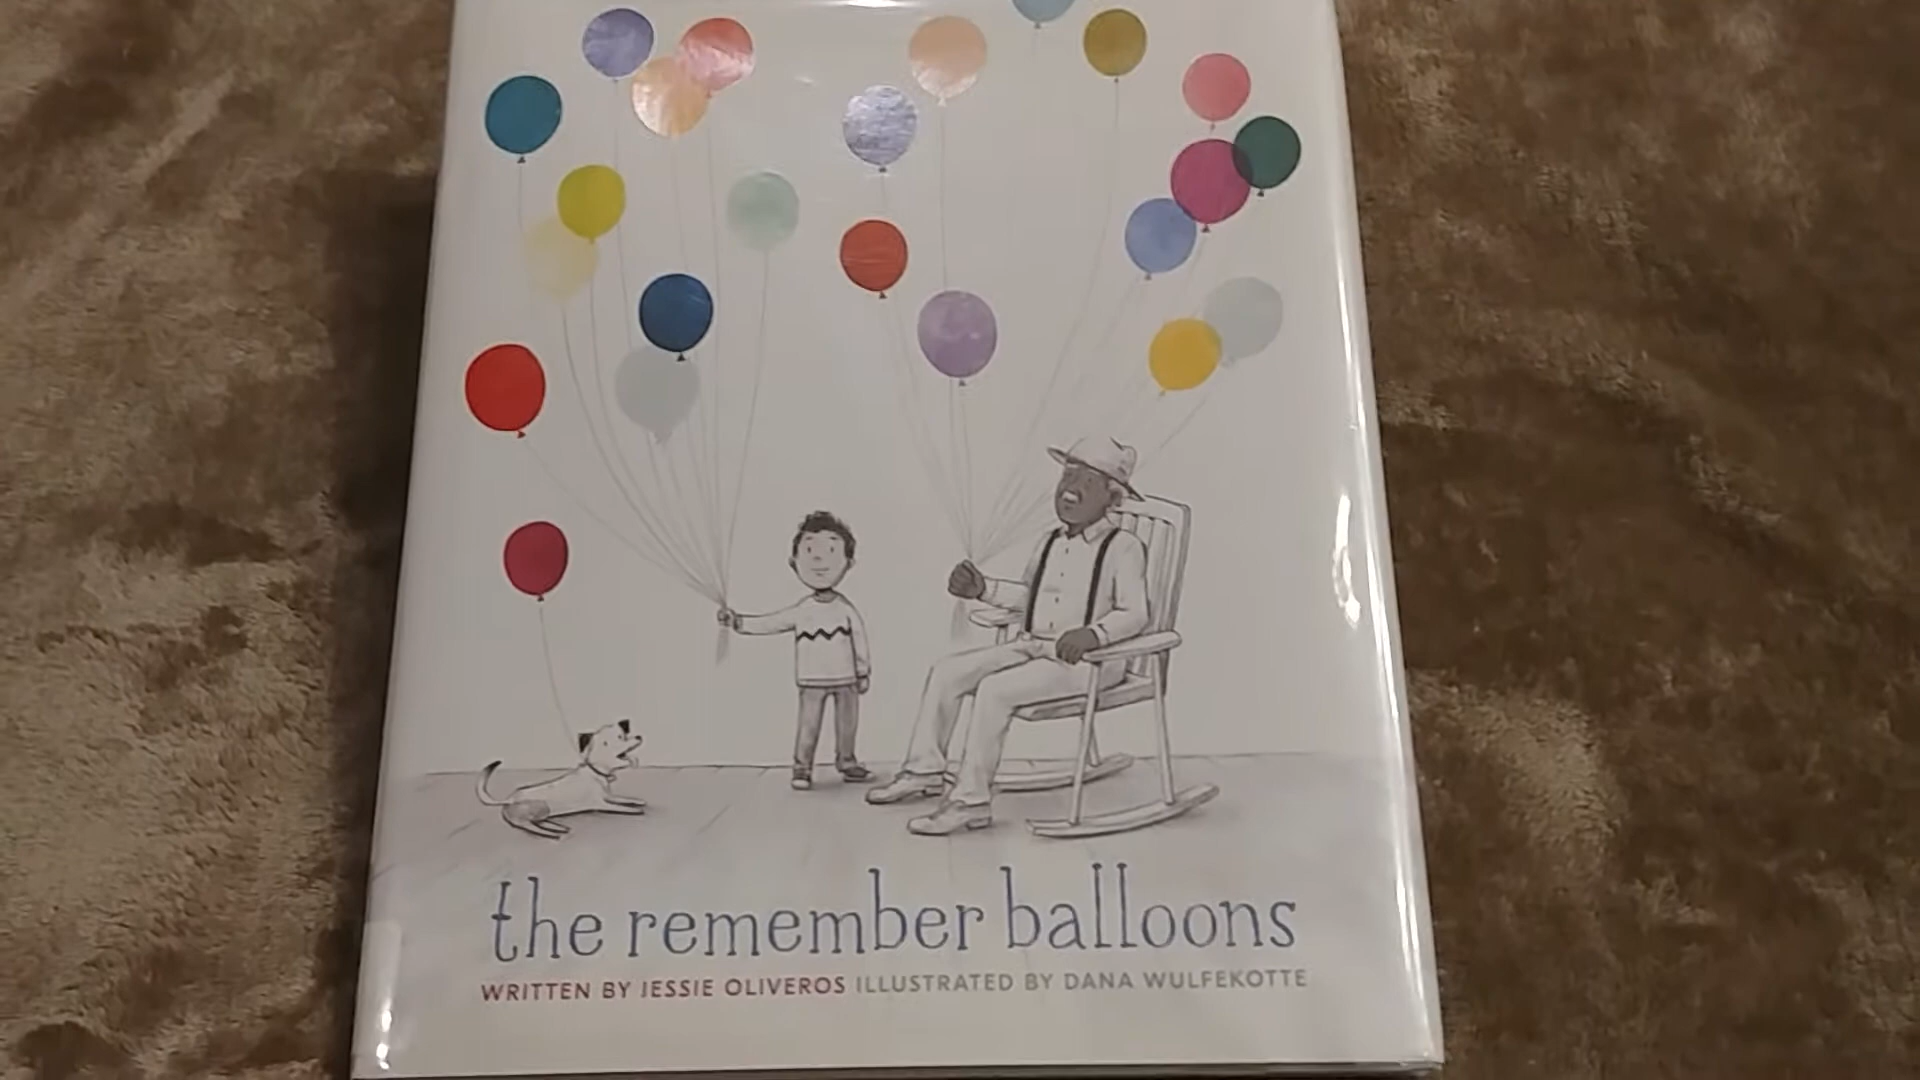 the remember balloons
WRITTEN BY JESSIE OLIVEROS ILLUSTRATED BY DANA WULFEKOTTE